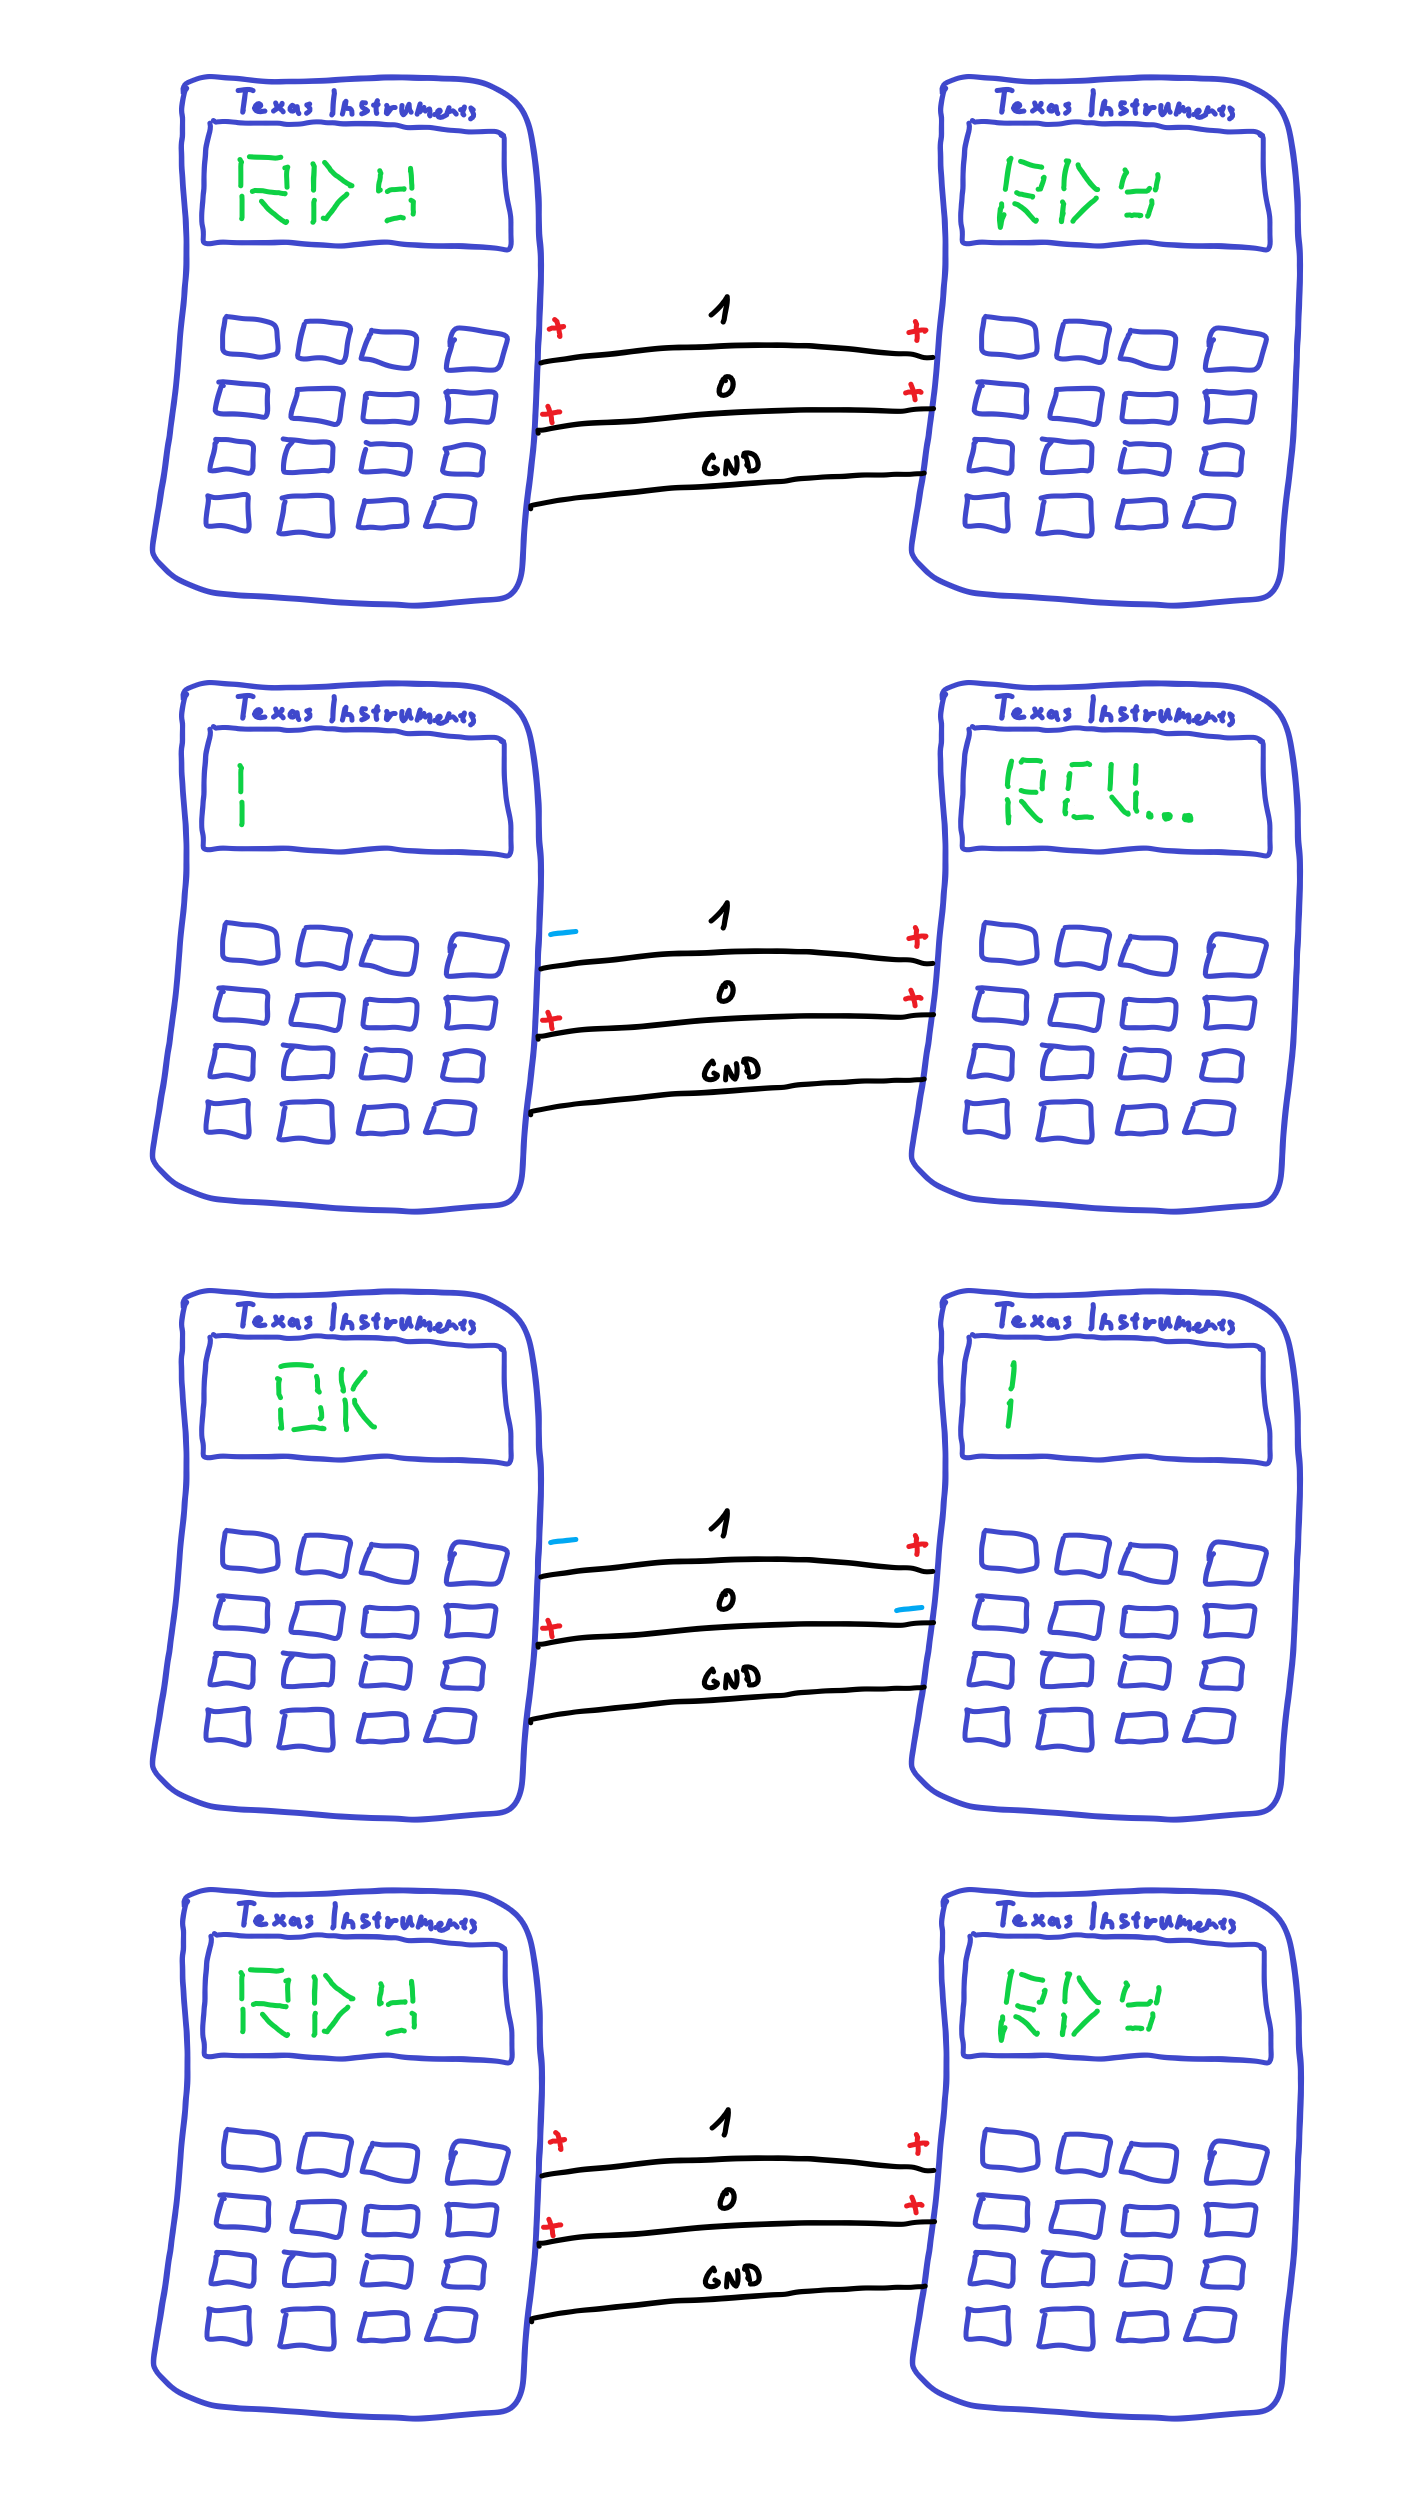 Texas Instruments
RDY
Texas Instruments
RDY
+ 1 +
+ 0 +
GND
Texas Instruments
1
Texas Instruments
RCV...
- 1 +
+ 0 +
GND
Texas Instruments
OK
Texas Instruments
1
- 1 +
+ 0 -
GND
Texas Instruments
RDY
Texas Instruments
RDY
+ 1 +
+ 0 +
GND